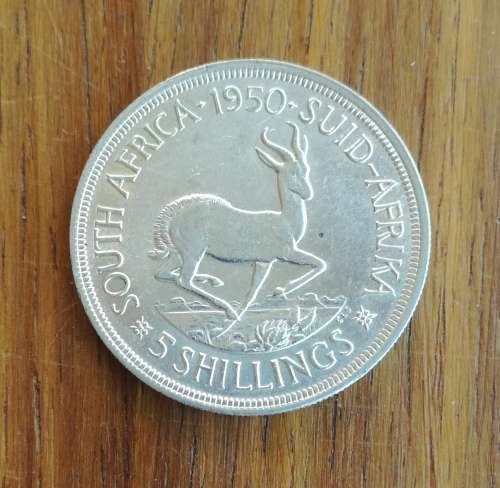 SOUTH AFRICA · 1950 · SUID-AFRIKA
5 SHILLINGS